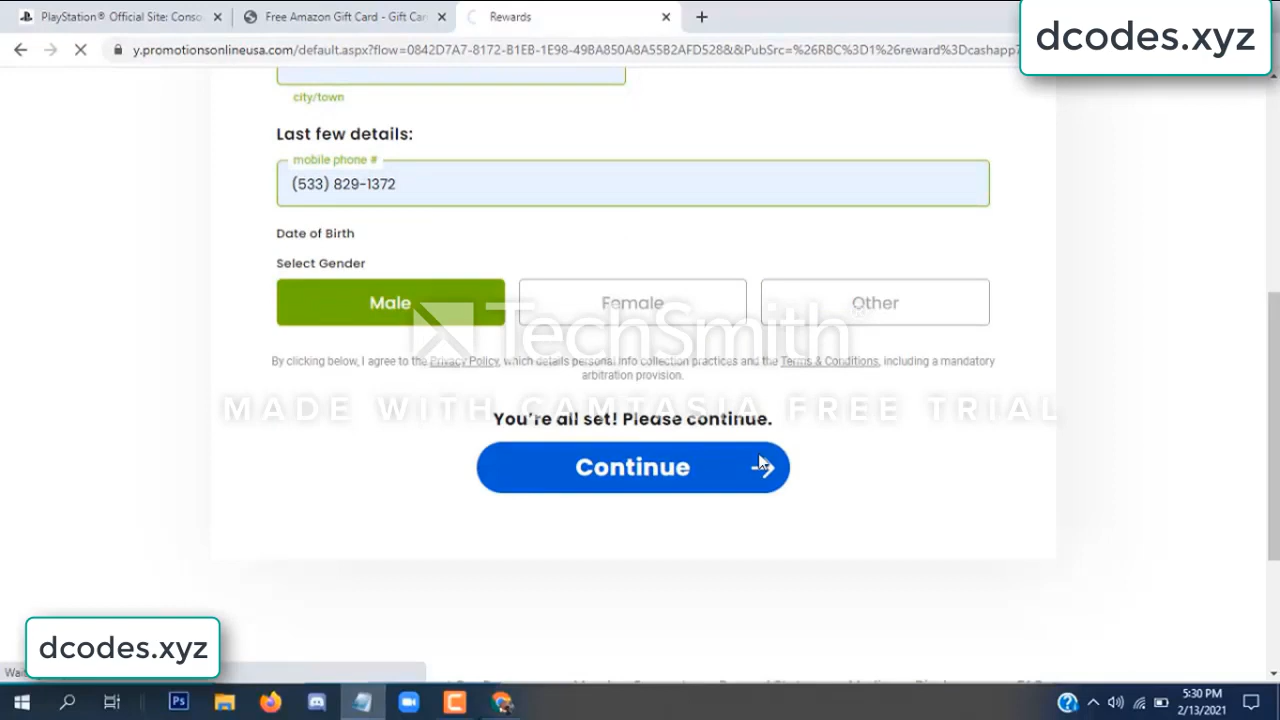 PlayStation® Official Site: Conso
Free Amazon Gift Card - Gift Car
Rewards
dcodes.xyz
y.promotionsonlineusa.com/default.aspx?flow=0842D7A7-8172-B1EB-1E98-49BA850A8A55B2AFD528&&PubSrc=%26RBC%3D1%26reward%3Dcashapp
city/town
Last few details:
mobile phone #
(533) 829-1372
Date of Birth
Select Gender
Male
Female
Other
TechSmith
By clicking below, I agree to the Privacy Policy, which details personal info collection practices and the Terms & Conditions, including a mandatory
arbitration provision.
MADE WITH CAMTASIA FREE TRIAL
You're all set! Please continue.
Continue
dcodes.xyz
Ps
5:30 PM
2/13/2021